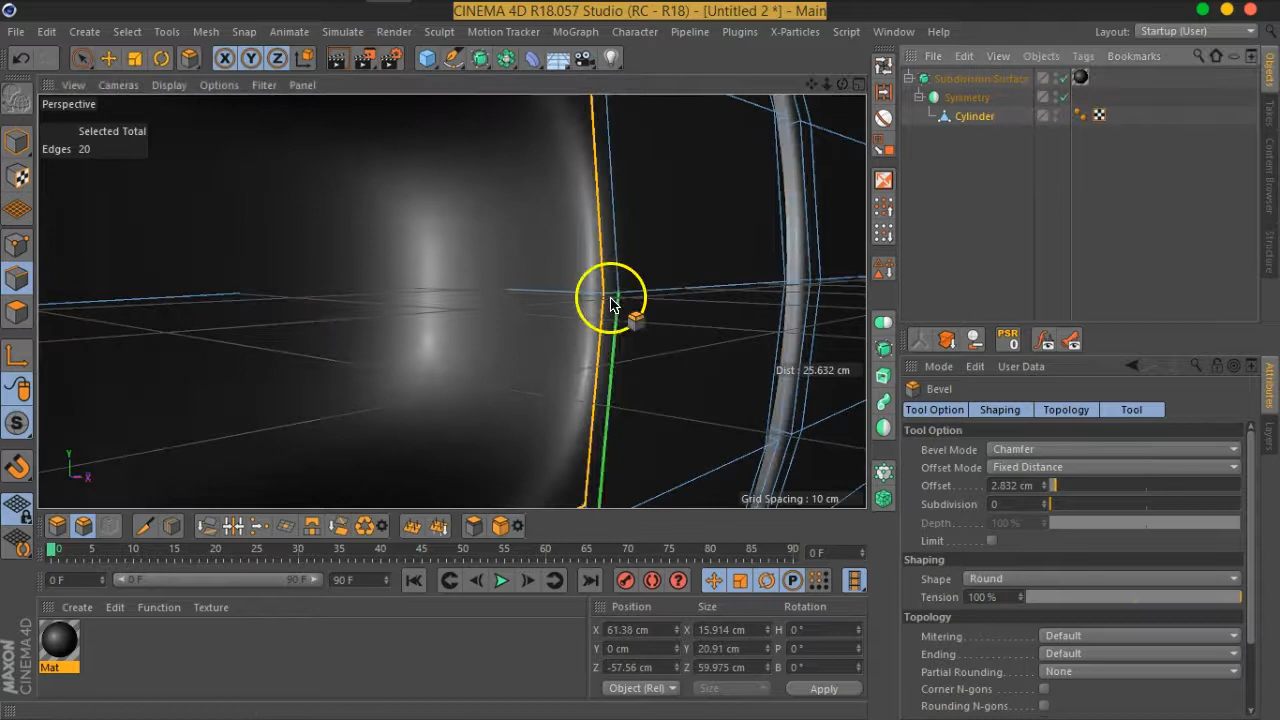 CINEMA 4D R18.057 Studio (RC - R18) - [Untitled 2 *] - Main
File Edit Create Select Tools Mesh Snap Animate Simulate Render Sculpt Motion Tracker MoGraph Character Pipeline Plugins X-Particles Script Window Help Layout: Startup (User)
X Y Z
File Edit View Objects Tags Bookmarks
View Cameras Display Options Filter Panel
Subdivision Surface
Symmetry
Cylinder
Perspective
Selected Total
Edges 20
Dist : 25.632 cm
Grid Spacing : 10 cm
Y
X
S
PSR
0
Objects
Takes
Content Browser
Structure
Attributes
Layers
Mode Edit User Data
Bevel
Tool Option Shaping Topology Tool
Tool Option
Bevel Mode Chamfer
Offset Mode Fixed Distance
Offset 2.832 cm
Subdivision 0
Depth 100 %
Limit
Shaping
Shape Round
Tension 100 %
Topology
Mitering Default
Ending Default
Partial Rounding None
Corner N-gons
Rounding N-gons
0 5 10 15 20 25 30 35 40 45 50 55 60 65 70 75 80 85 90 0 F
0 F 0 F 90 F 90 F
P
Create Edit Function Texture
Mat
Position Size Rotation
X 61.38 cm X 15.914 cm H 0 °
Y 0 cm Y 20.91 cm P 0 °
Z -57.56 cm Z 59.975 cm B 0 °
Object (Rel) Size Apply
MAXON
CINEMA 4D